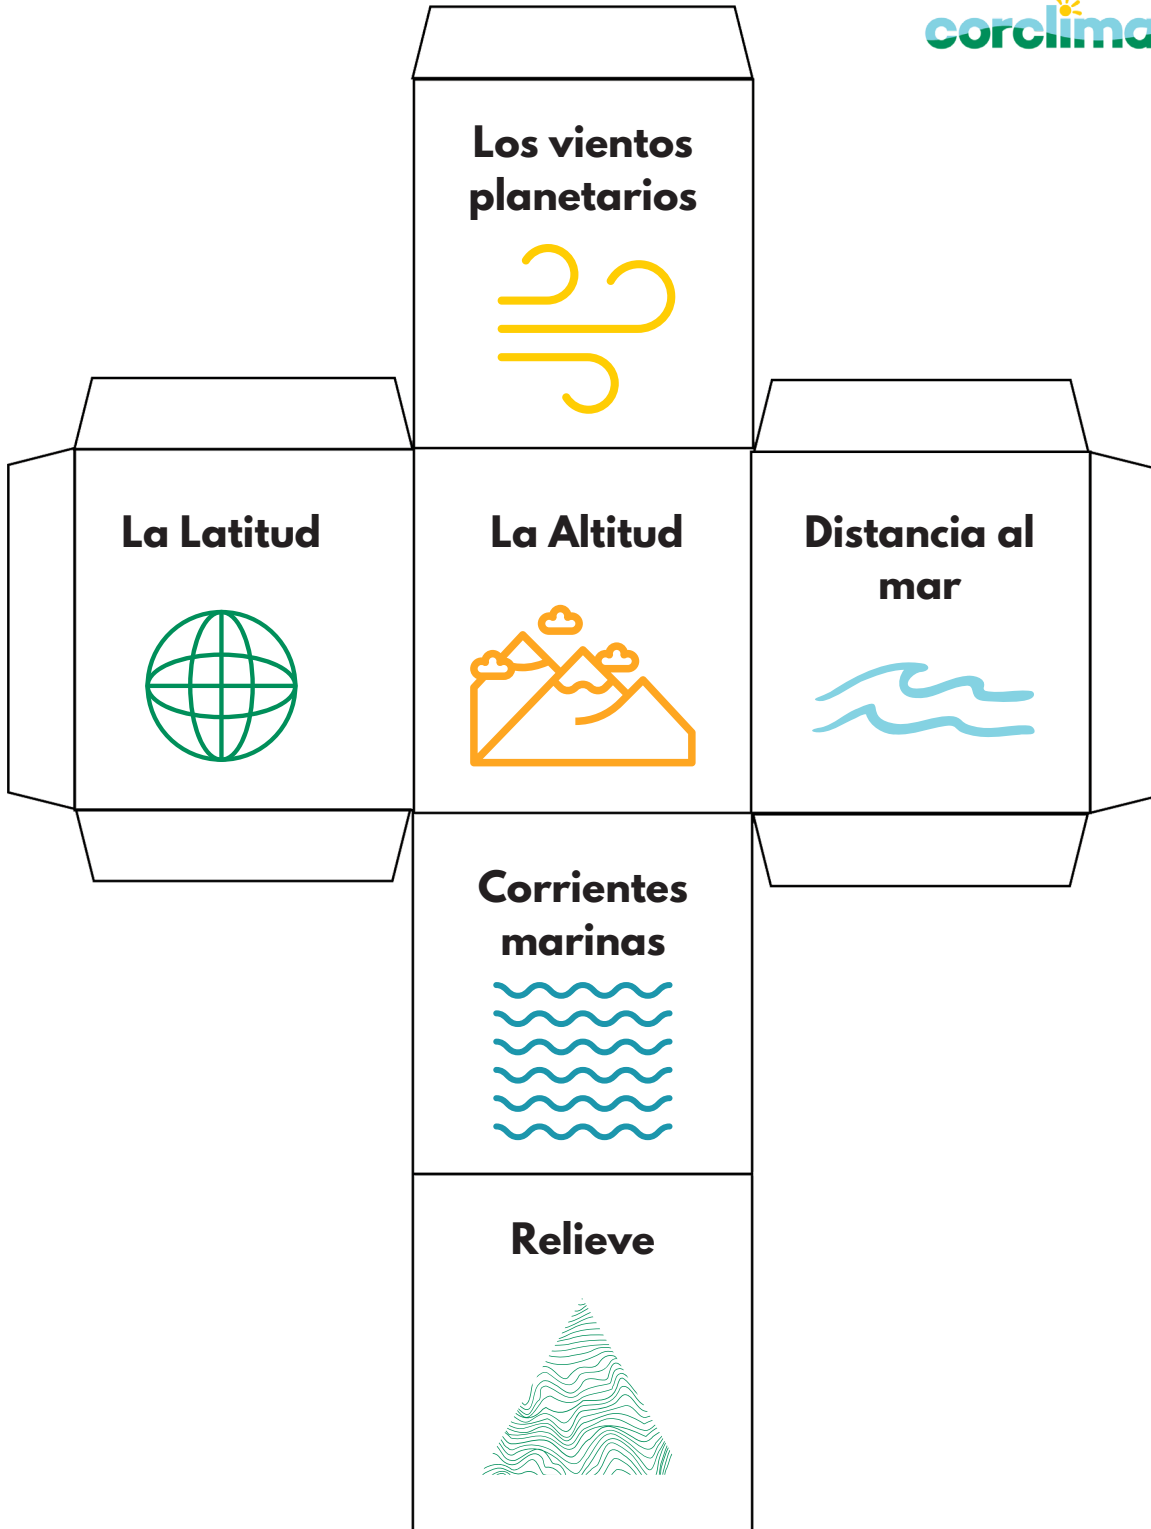 corclima
Los vientos
planetarios
La Latitud
La Altitud
Distancia al
mar
Corrientes
marinas
Relieve